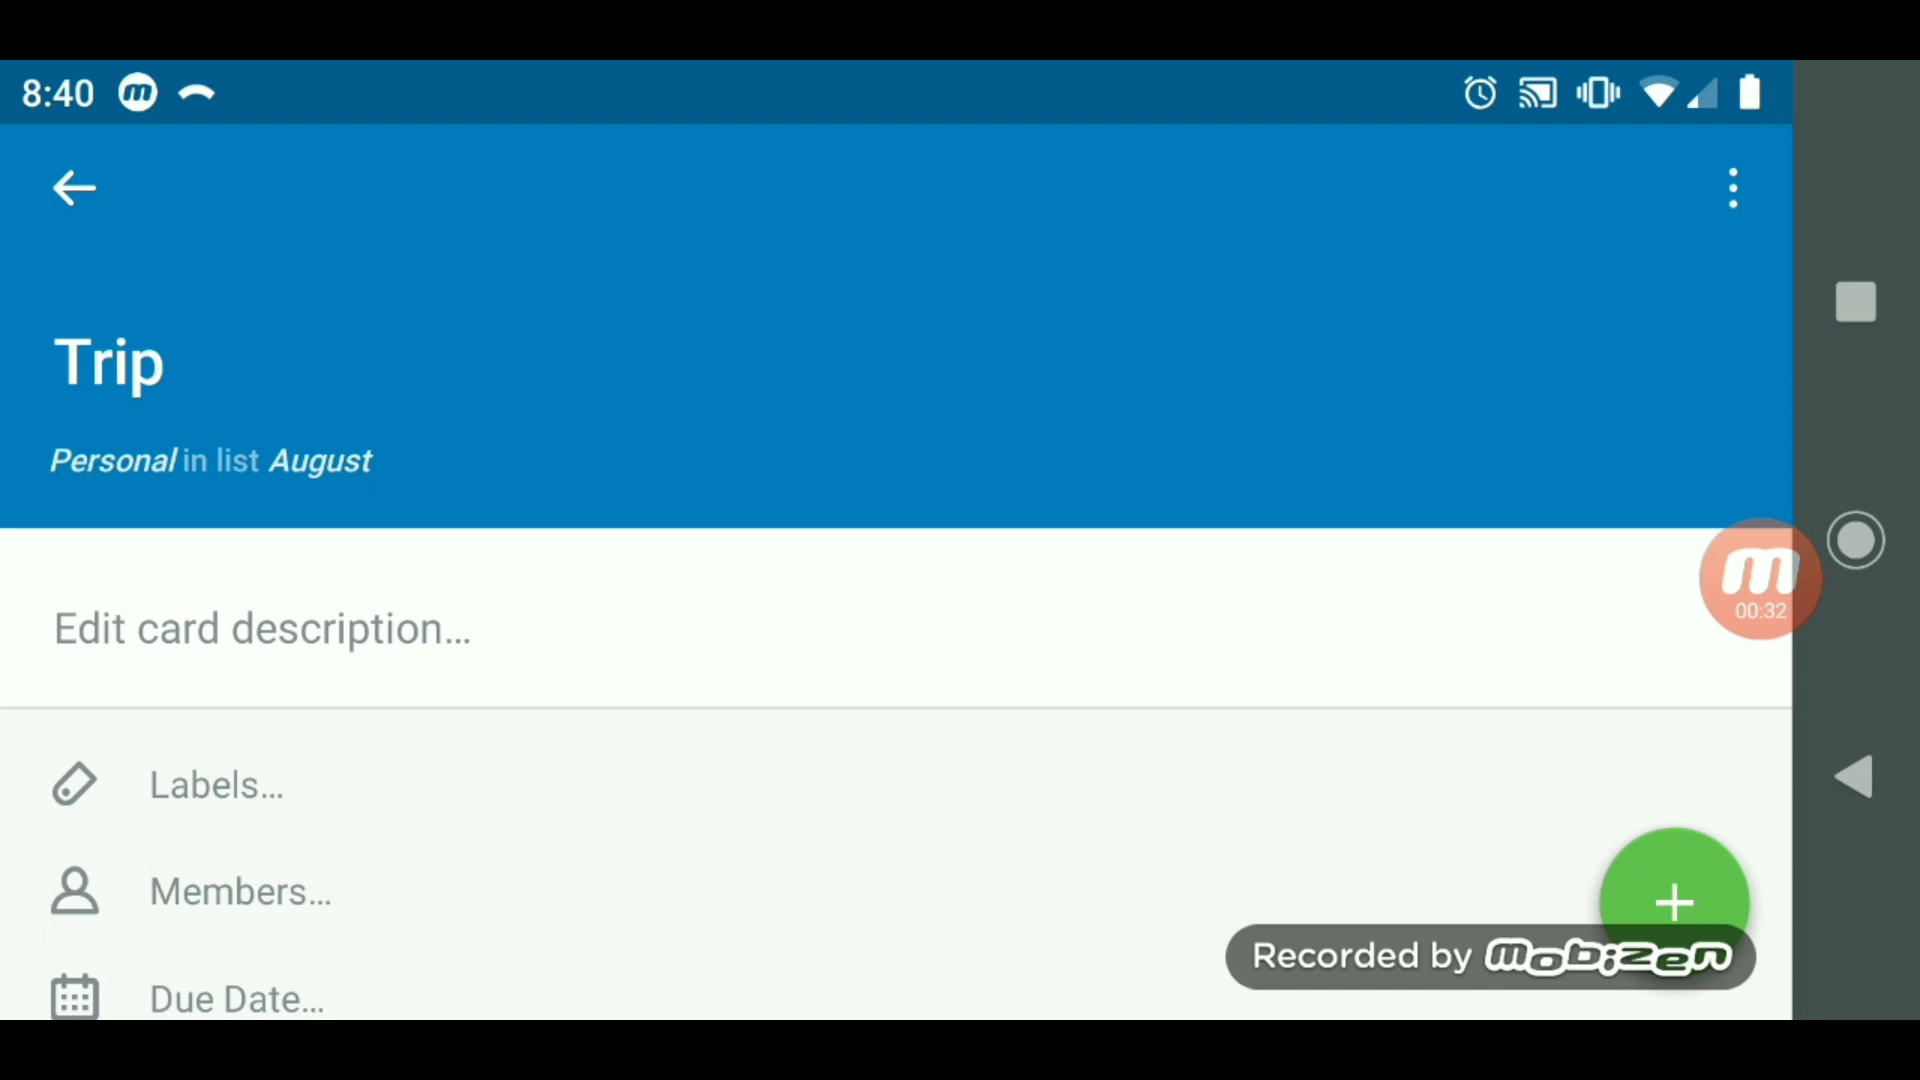 8:40
Trip
Personal in list August
Edit card description...
00:32
Labels...
Members...
Recorded by mobizen
Due Date...